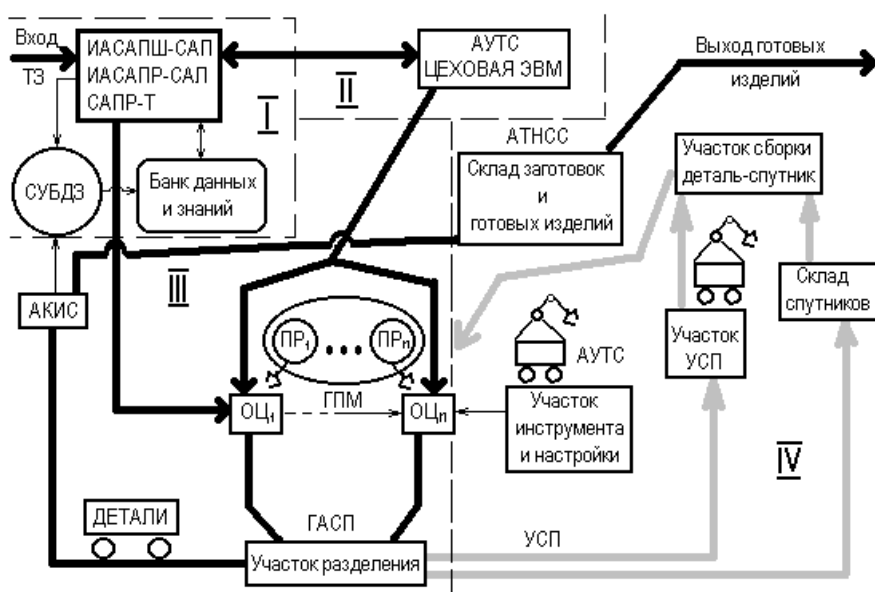 Вход
ТЗ
ИАСАПШ-САП
ИАСАПР-САП
САПР-Т
I
II
АУТС
ЦЕХОВАЯ ЭВМ
Выход готовых
изделий
АТНСС
СУБДЗ
Банк данных
и знаний
Склад заготовок
и
готовых изделий
Участок сборки
деталь-спутник
III
АКИС
Склад
спутников
Участок
УСП
ПР1
...
ПРn
АУТС
ГПМ
ОЦ1
ОЦn
Участок
инструмента
и настройки
IV
ДЕТАЛИ
ГАСП
УСП
Участок разделения